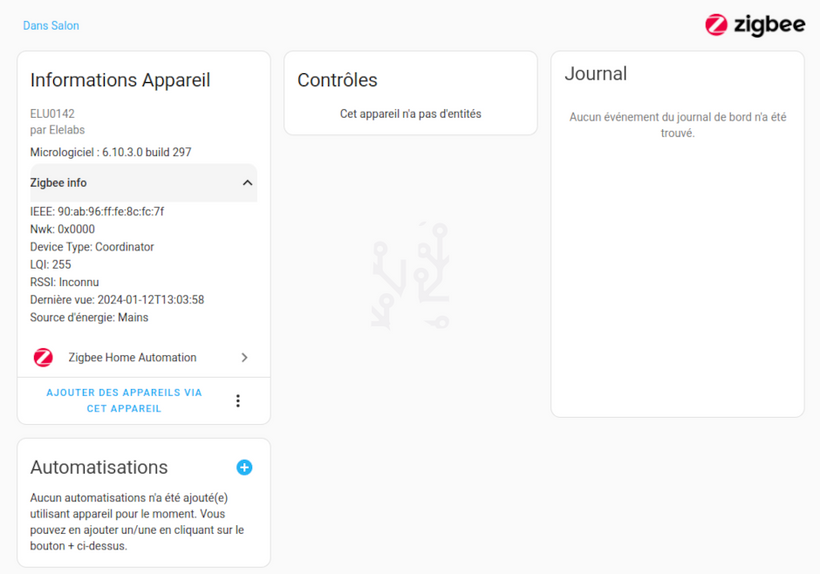 Dans Salon
zigbee
Informations Appareil
ELU0142
par Elelabs
Micrologiciel : 6.10.3.0 build 297
Zigbee info
IEEE: 90:ab:96:ff:fe:8c:fc:7f
Nwk: 0x0000
Device Type: Coordinator
LQI: 255
RSSI: Inconnu
Dernière vue: 2024-01-12T13:03:58
Source d'énergie: Mains
Zigbee Home Automation
AJOUTER DES APPAREILS VIA
CET APPAREIL
Automatisations
Aucun automatisations n'a été ajouté(e)
utilisant appareil pour le moment. Vous
pouvez en ajouter un/une en cliquant sur le
bouton + ci-dessus.
Contrôles
Cet appareil n'a pas d'entités
Journal
Aucun événement du journal de bord n'a été
trouvé.